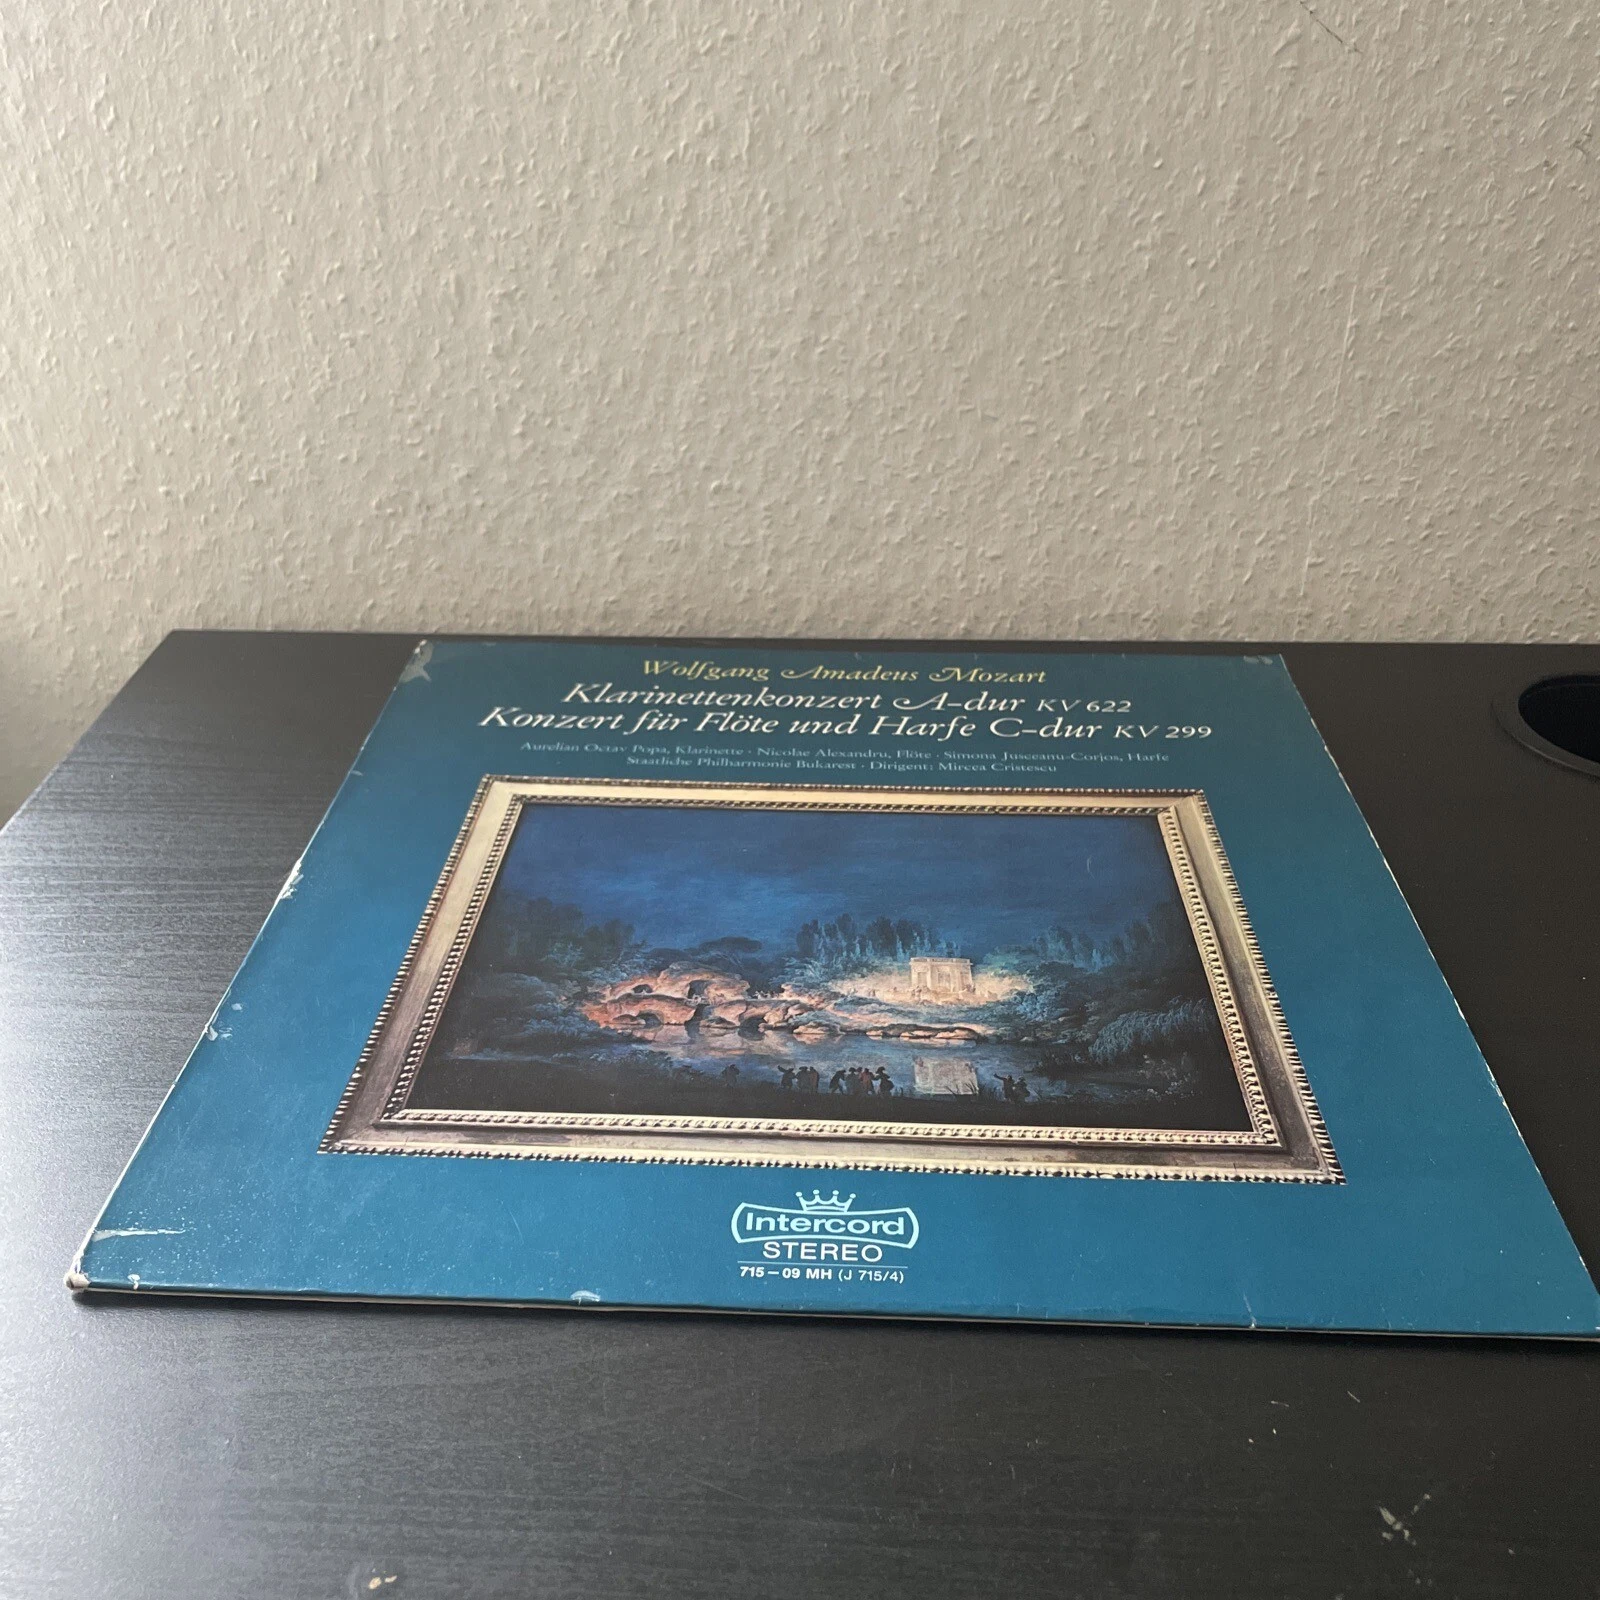 Wolfgang Amadeus Mozart
Klarinettenkonzert A-dur KV 622
Konzert für Flöte und Harfe C-dur KV 299
Aurelian Octav Popa, Klarinette · Nicolae Alexandru, Flöte · Simona Jusceanu-Corjos, Harfe
Staatliche Philharmonie Bukarest · Dirigent: Mircea Cristescu
Intercord
STEREO
715–09 MH (J 715/4)